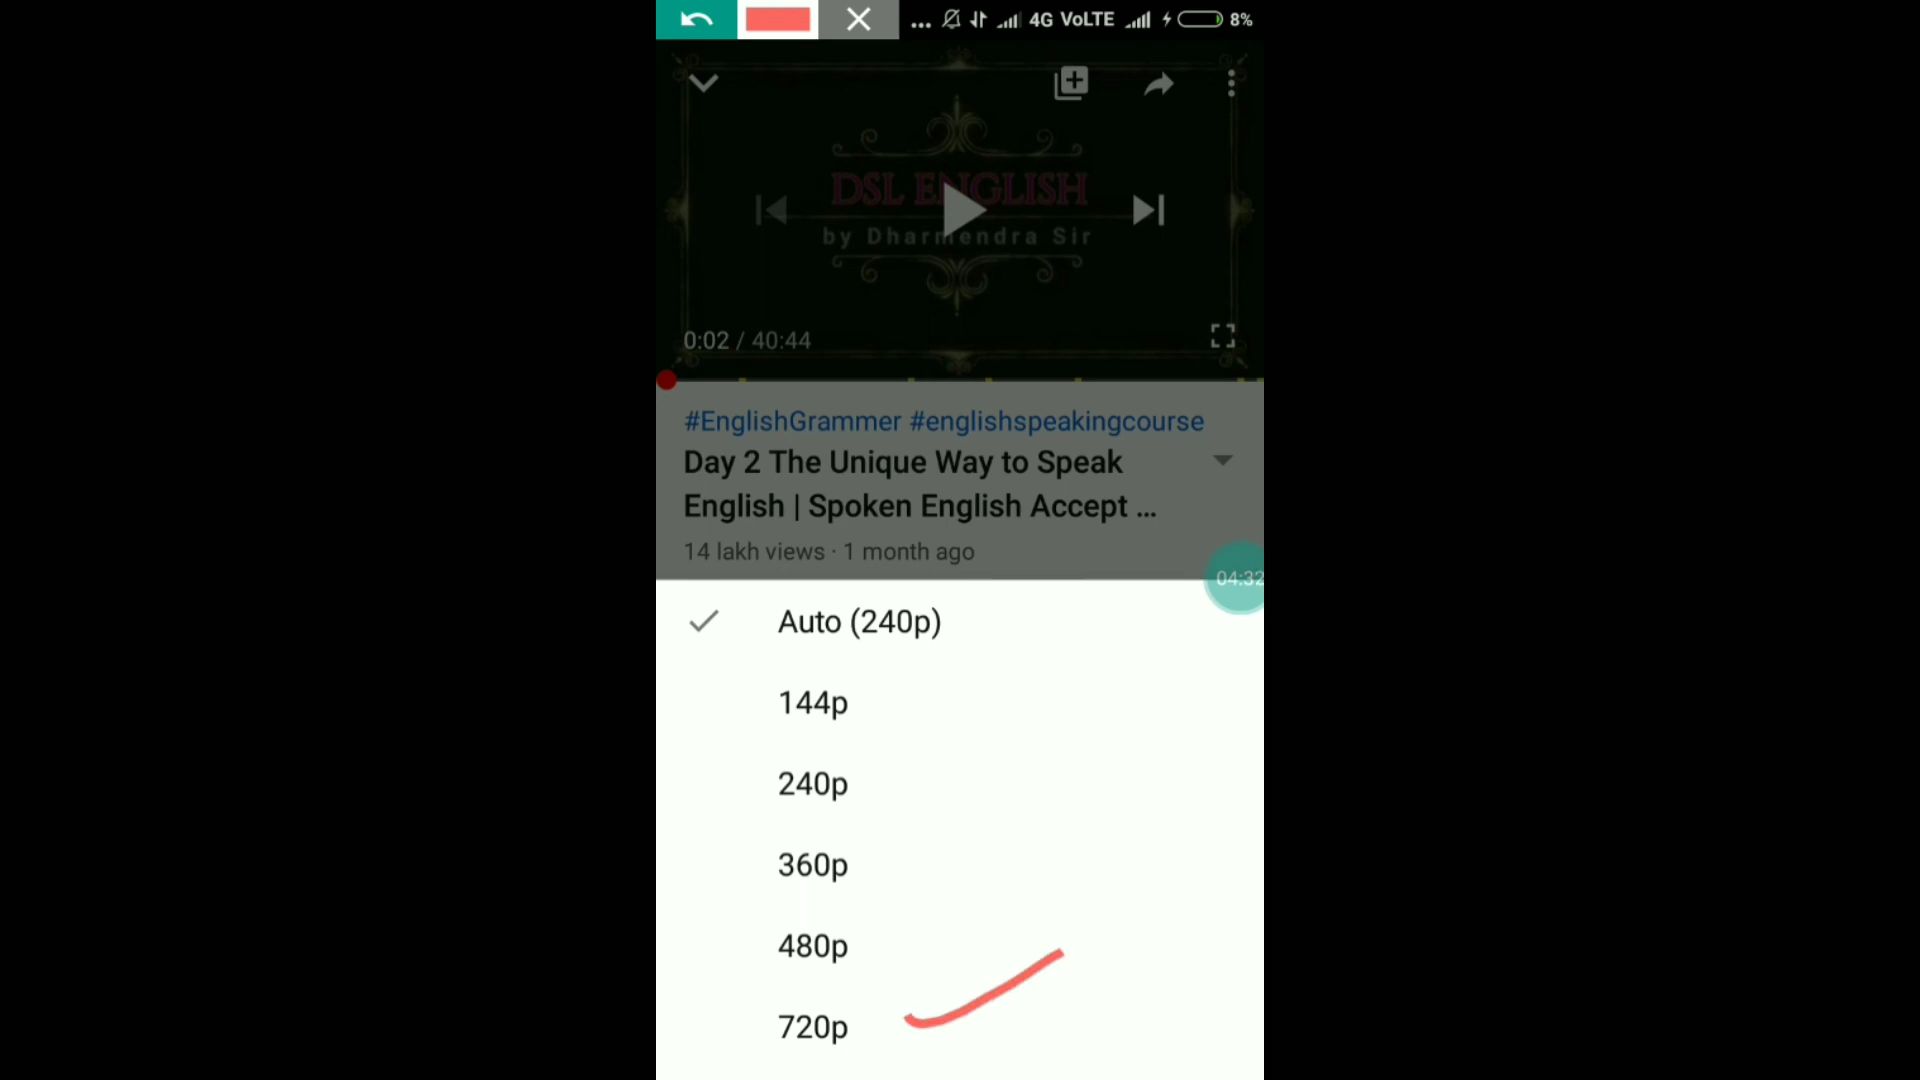 ... 4G VoLTE 8%
DSL ENGLISH
by Dharmendra Sir
0:02 / 40:44
#EnglishGrammer #englishspeakingcourse
Day 2 The Unique Way to Speak
English | Spoken English Accept ...
14 lakh views · 1 month ago
04:32
Auto (240p)
144p
240p
360p
480p
720p